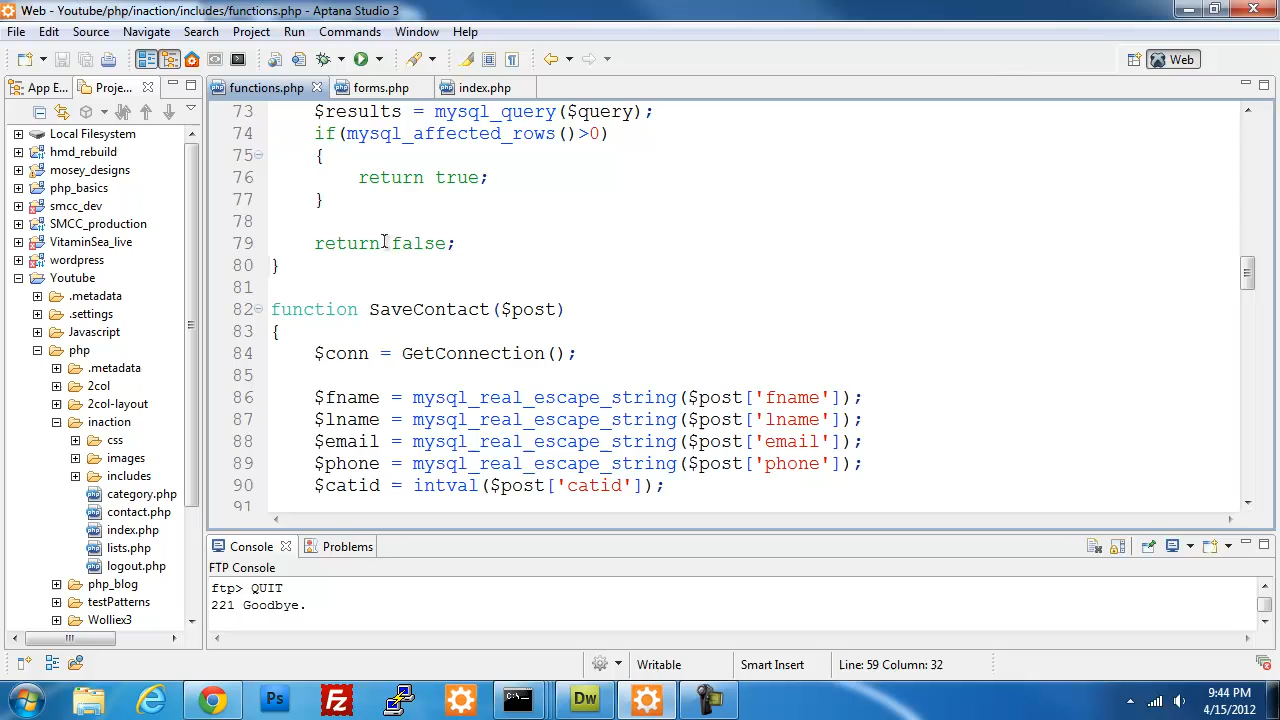 Web - Youtube/php/inaction/includes/functions.php - Aptana Studio 3
File Edit Source Navigate Search Project Run Commands Window Help
Web
App E... Proje...
Local Filesystem
hmd_rebuild
mosey_designs
php_basics
smcc_dev
SMCC_production
VitaminSea_live
wordpress
Youtube
.metadata
.settings
Javascript
php
.metadata
2col
2col-layout
inaction
css
images
includes
category.php
contact.php
index.php
lists.php
logout.php
php_blog
testPatterns
Wolliex3
functions.php forms.php index.php
73 $results = mysql_query($query);
74 if(mysql_affected_rows()>0)
75 {
76 return true;
77 }
78
79 return false;
80 }
81
82 function SaveContact($post)
83 {
84 $conn = GetConnection();
85
86 $fname = mysql_real_escape_string($post['fname']);
87 $lname = mysql_real_escape_string($post['lname']);
88 $email = mysql_real_escape_string($post['email']);
89 $phone = mysql_real_escape_string($post['phone']);
90 $catid = intval($post['catid']);
91
Console Problems
FTP Console
ftp> QUIT
221 Goodbye.
Writable Smart Insert Line: 59 Column: 32
Ps Fz Dw
9:44 PM
4/15/2012